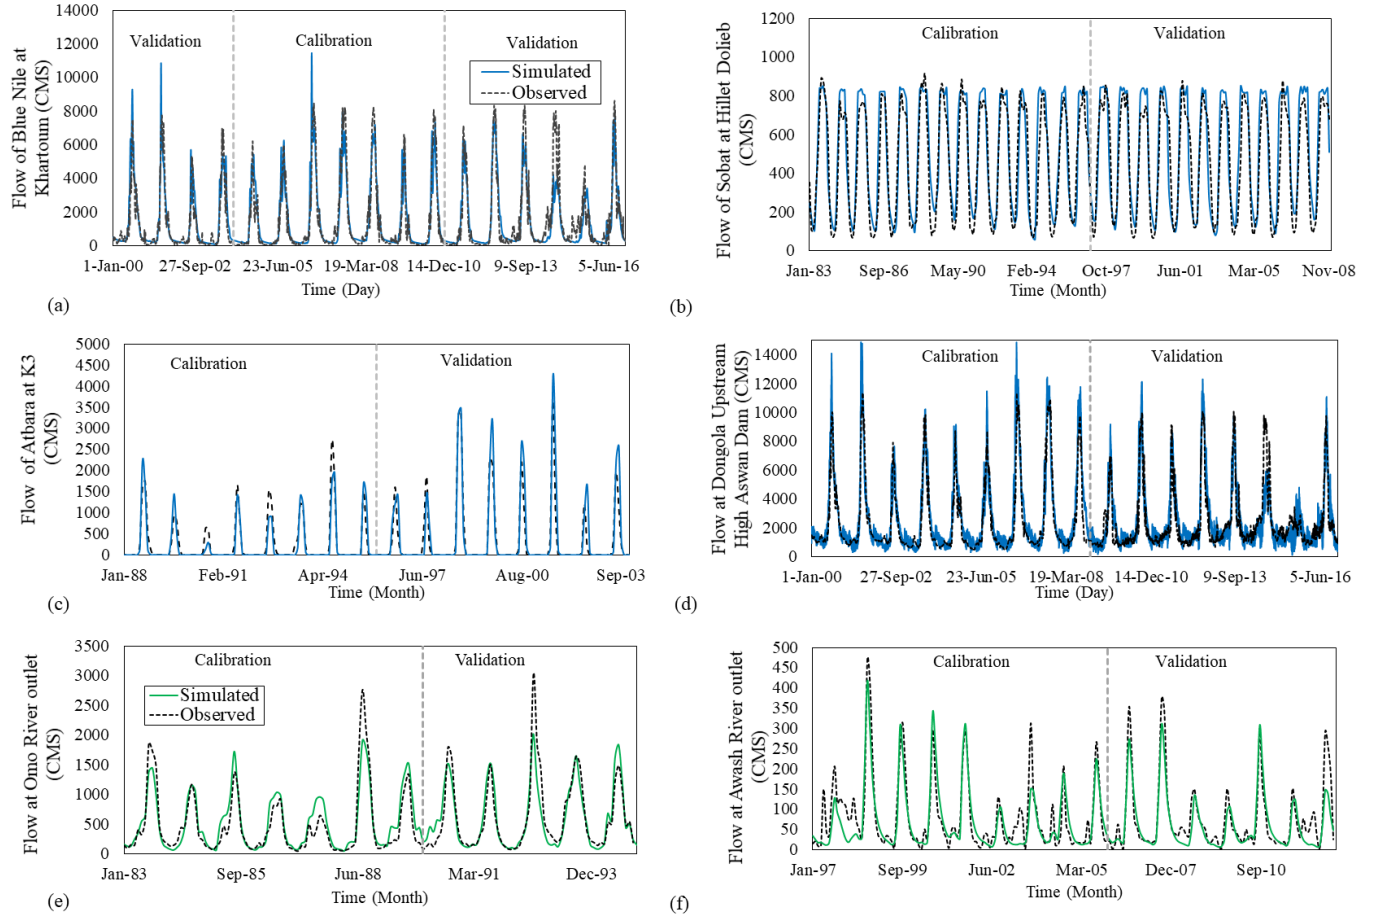 Flow of Blue Nile at
Khartoum (CMS)
14000
12000
10000
8000
6000
4000
2000
0
Validation
Calibration
Validation
Simulated
Observed
1-Jan-00 27-Sep-02 23-Jun-05 19-Mar-08 14-Dec-10 9-Sep-13 5-Jun-16
Time (Day)
(a)
Flow of Sobat at Hillet Dolieb
(CMS)
1200
1000
800
600
400
200
0
Calibration
Validation
Jan-83 Sep-86 May-90 Feb-94 Oct-97 Jun-01 Mar-05 Nov-08
Time (Month)
(b)
Flow of Atbara at K3
(CMS)
5000
4500
4000
3500
3000
2500
2000
1500
1000
500
0
Calibration
Validation
Jan-88 Feb-91 Apr-94 Jun-97 Aug-00 Sep-03
Time (Month)
(c)
Flow at Dongola Upstream
High Aswan Dam (CMS)
14000
12000
10000
8000
6000
4000
2000
0
Calibration
Validation
1-Jan-00 27-Sep-02 23-Jun-05 19-Mar-08 14-Dec-10 9-Sep-13 5-Jun-16
Time (Day)
(d)
Flow at Omo River outlet
(CMS)
3500
3000
2500
2000
1500
1000
500
0
Calibration
Validation
Simulated
Observed
Jan-83 Sep-85 Jun-88 Mar-91 Dec-93
Time (Month)
(e)
Flow at Awash River outlet
(CMS)
500
450
400
350
300
250
200
150
100
50
0
Calibration
Validation
Jan-97 Sep-99 Jun-02 Mar-05 Dec-07 Sep-10
Time (Month)
(f)